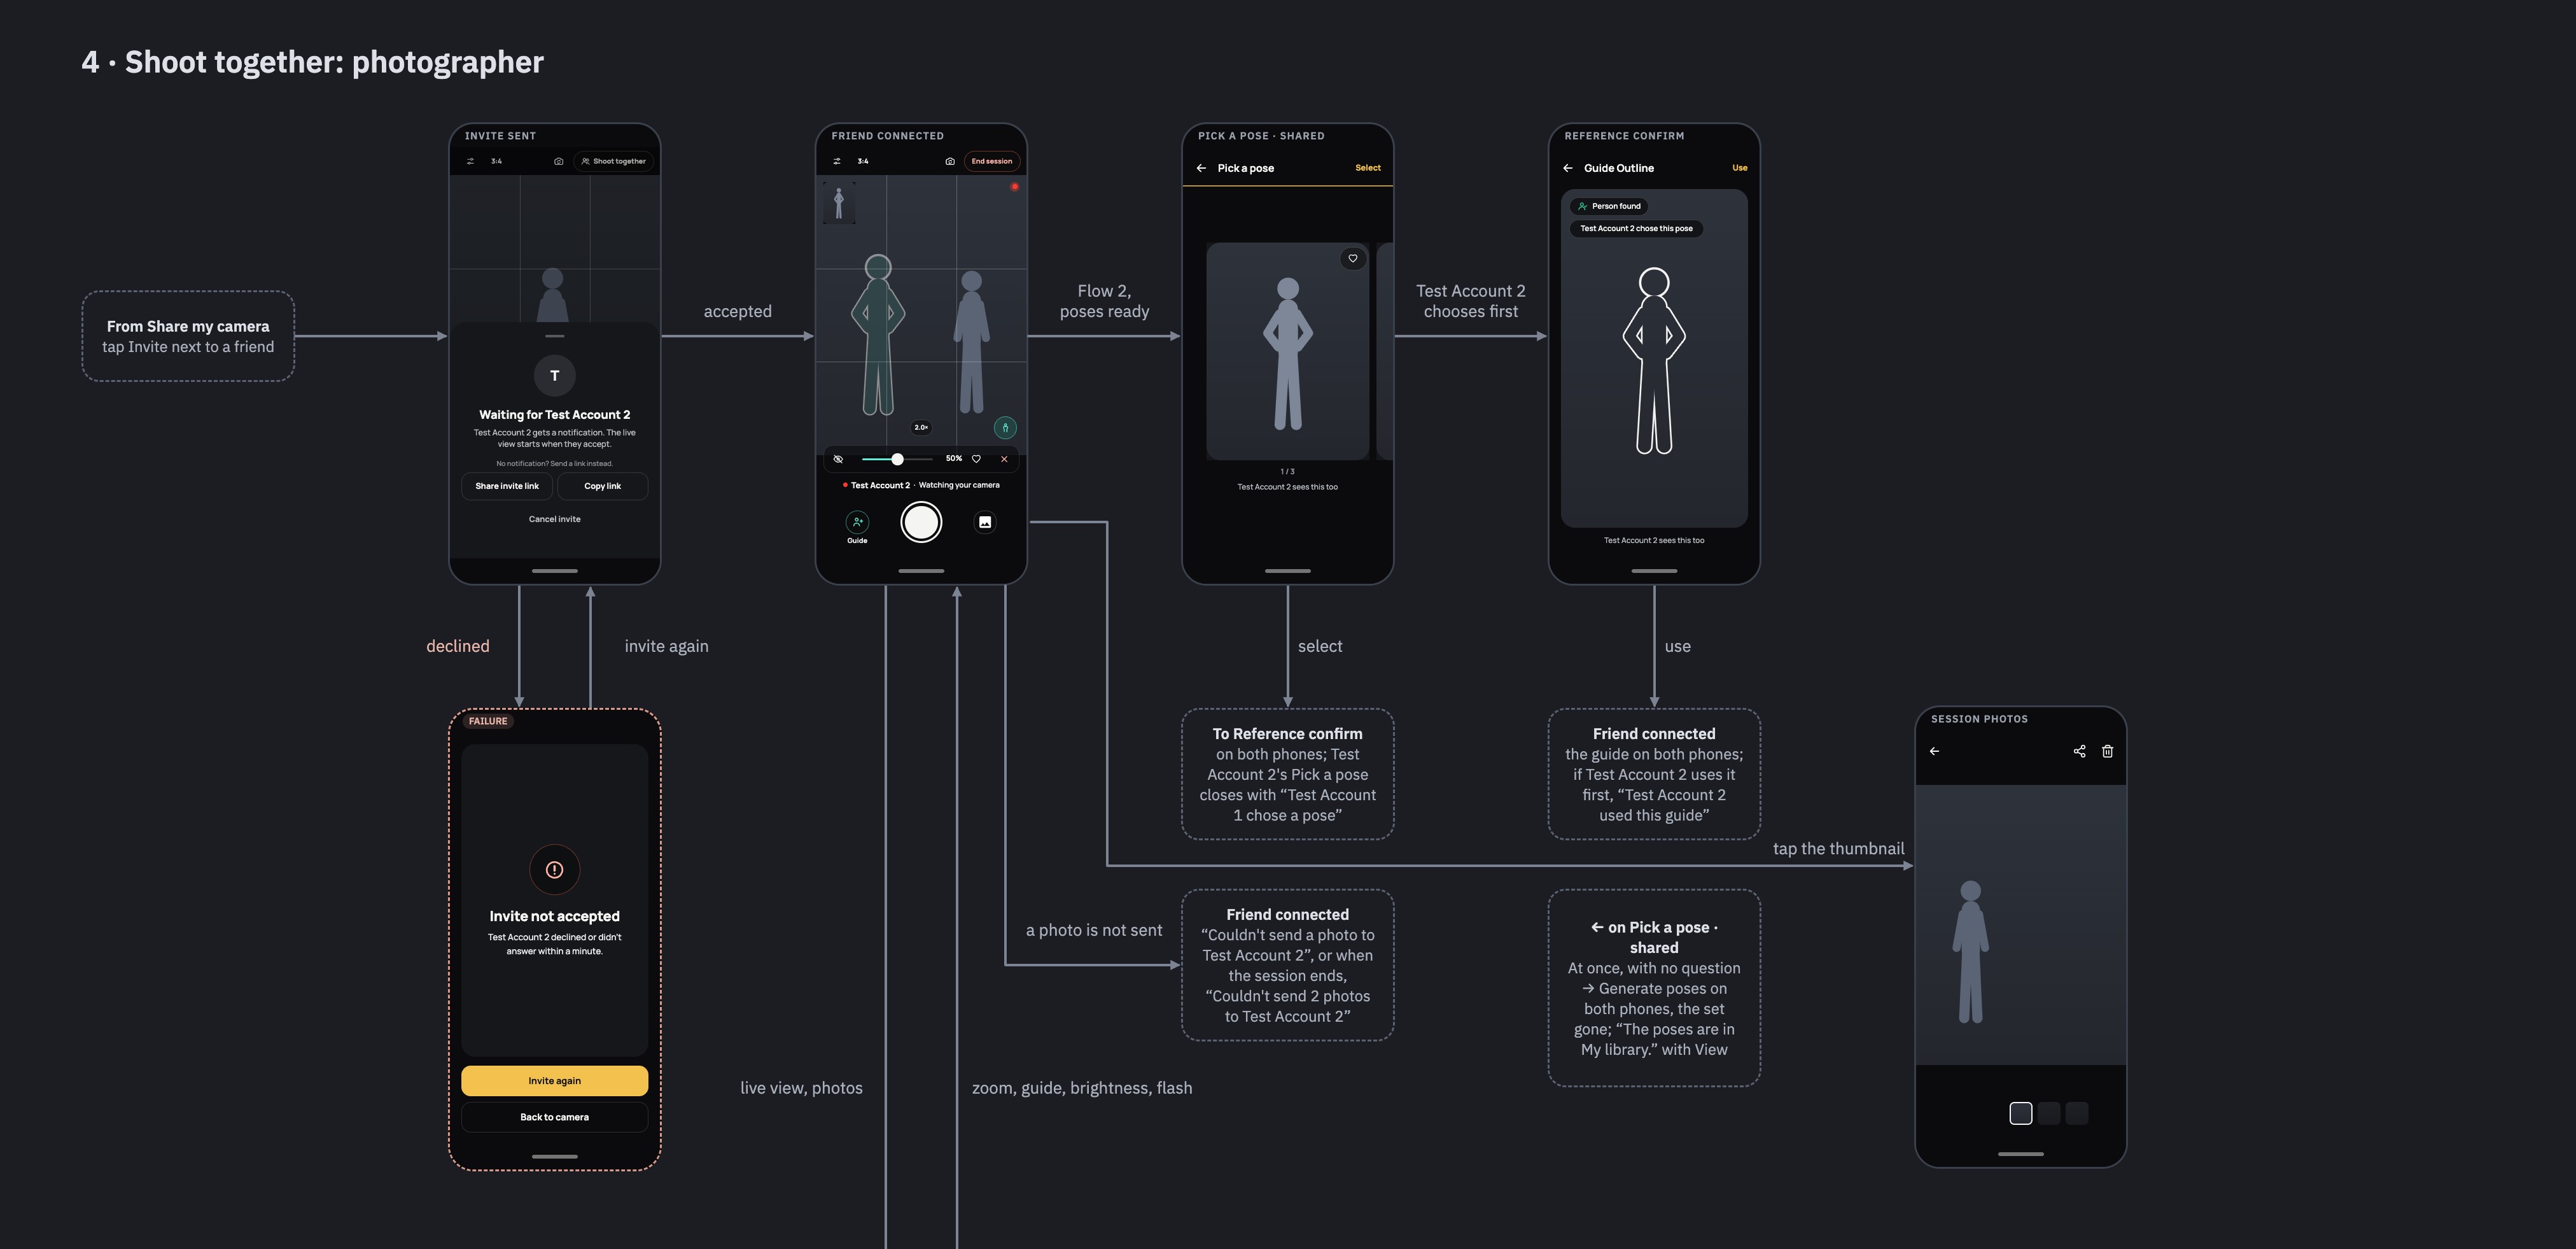 4 · Shoot together: photographer
From Share my camera
tap Invite next to a friend
INVITE SENT
3:4
Shoot together
T
Waiting for Test Account 2
Test Account 2 gets a notification. The live
view starts when they accept.
No notification? Send a link instead.
Share invite link
Copy link
Cancel invite
accepted
FRIEND CONNECTED
3:4
End session
2.0×
50%
Test Account 2 · Watching your camera
Guide
Flow 2,
poses ready
PICK A POSE · SHARED
← Pick a pose
Select
1 / 3
Test Account 2 sees this too
Test Account 2
chooses first
REFERENCE CONFIRM
← Guide Outline
Use
Person found
Test Account 2 chose this pose
Test Account 2 sees this too
declined
invite again
select
use
FAILURE
Invite not accepted
Test Account 2 declined or didn't
answer within a minute.
Invite again
Back to camera
To Reference confirm
on both phones; Test
Account 2's Pick a pose
closes with “Test Account
1 chose a pose”
Friend connected
the guide on both phones;
if Test Account 2 uses it
first, “Test Account 2
used this guide”
tap the thumbnail
SESSION PHOTOS
a photo is not sent
Friend connected
“Couldn't send a photo to
Test Account 2”, or when
the session ends,
“Couldn't send 2 photos
to Test Account 2”
← on Pick a pose ·
shared
At once, with no question
→ Generate poses on
both phones, the set
gone; “The poses are in
My library.” with View
live view, photos
zoom, guide, brightness, flash